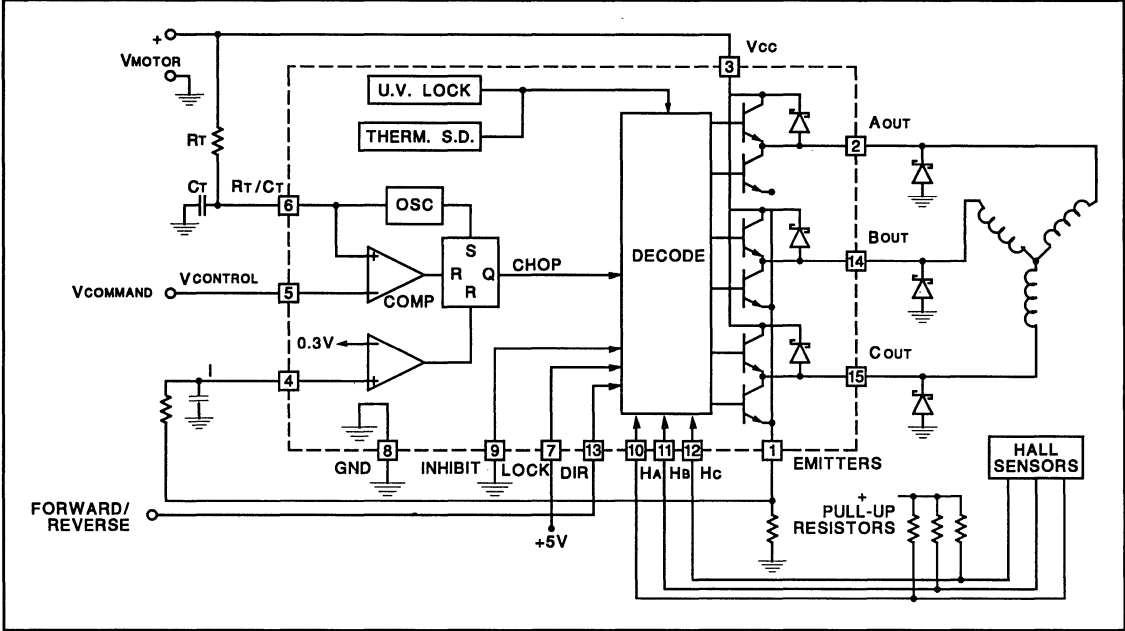 +
VMOTOR
VCC
3
U.V. LOCK
THERM. S.D.
AOUT
2
RT
CT
RT/CT
6
OSC
S
R Q
R
CHOP
DECODE
BOUT
14
VCOMMAND
VCONTROL
5
+
−
COMP
0.3V
−
+
I
4
COUT
15
8
GND
INHIBIT
9
LOCK
7
DIR
13
10
HA
11
HB
12
HC
1
EMITTERS
HALL
SENSORS
FORWARD/
REVERSE
+5V
+
PULL-UP
RESISTORS